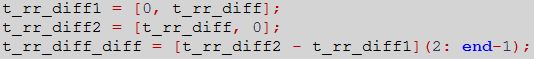 t_rr_diff1 = [0, t_rr_diff];
t_rr_diff2 = [t_rr_diff, 0];
t_rr_diff_diff = [t_rr_diff2 - t_rr_diff1](2: end-1);